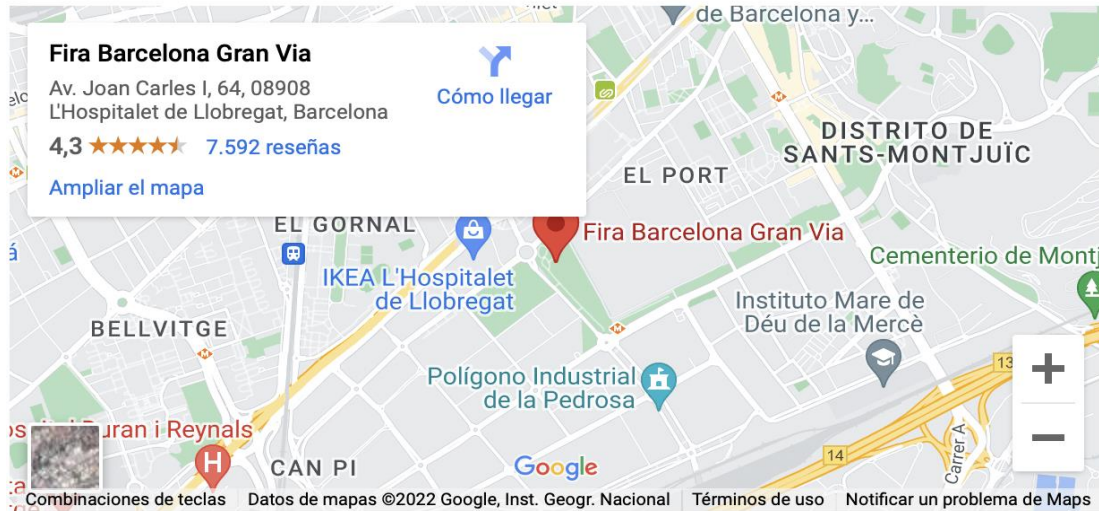 Fira Barcelona Gran Via
Av. Joan Carles I, 64, 08908
L'Hospitalet de Llobregat, Barcelona
4,3
7.592 reseñas
Ampliar el mapa
Cómo llegar
de Barcelona y...
DISTRITO DE
SANTS-MONTJUÏC
EL PORT
EL GORNAL
Fira Barcelona Gran Via
IKEA L'Hospitalet
de Llobregat
Cementerio de Montj
BELLVITGE
Instituto Mare de
Déu de la Mercè
Polígono Industrial
de la Pedrosa
13
14
Carrer A
Duran i Reynals
H
CAN PI
Google
Combinaciones de teclas
Datos de mapas ©2022 Google, Inst. Geogr. Nacional
Términos de uso
Notificar un problema de Maps